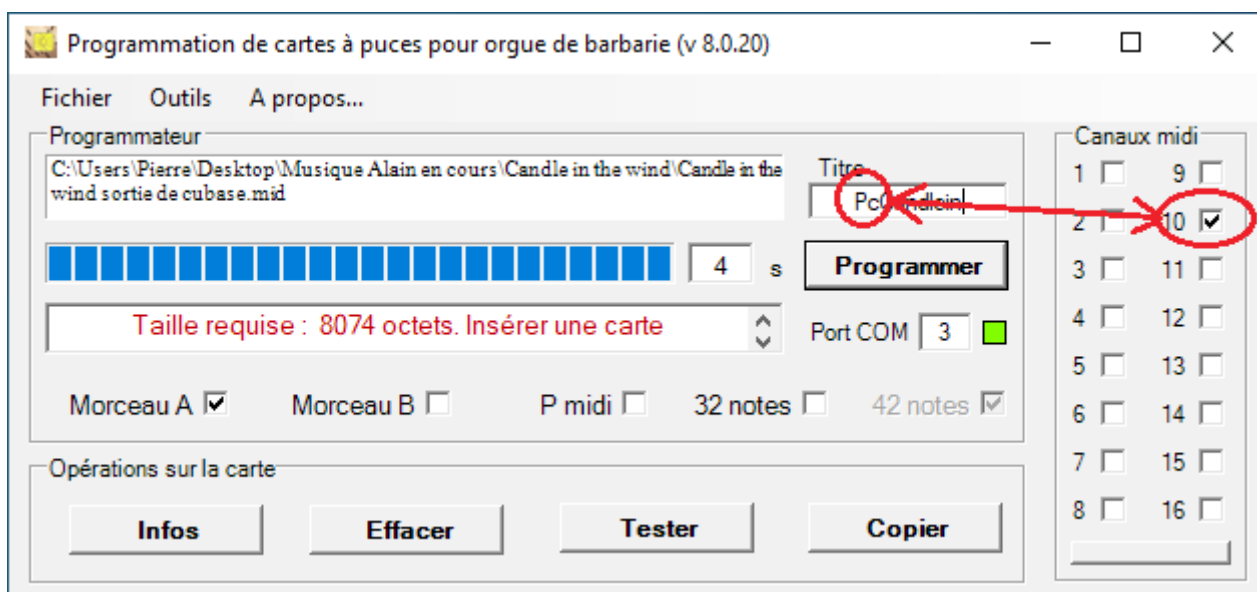 Programmation de cartes à puces pour orgue de barbarie (v 8.0.20)
Fichier Outils A propos...
Programmateur
C:\Users\Pierre\Desktop\Musique Alain en cours\Candle in the wind\Candle in the
wind sortie de cubase.mid
Titre
PcCandlein
4 s
Programmer
Taille requise : 8074 octets. Insérer une carte
Port COM 3
Morceau A Morceau B P midi 32 notes 42 notes
Opérations sur la carte
Infos Effacer Tester Copier
Canaux midi
1 9
2 10
3 11
4 12
5 13
6 14
7 15
8 16